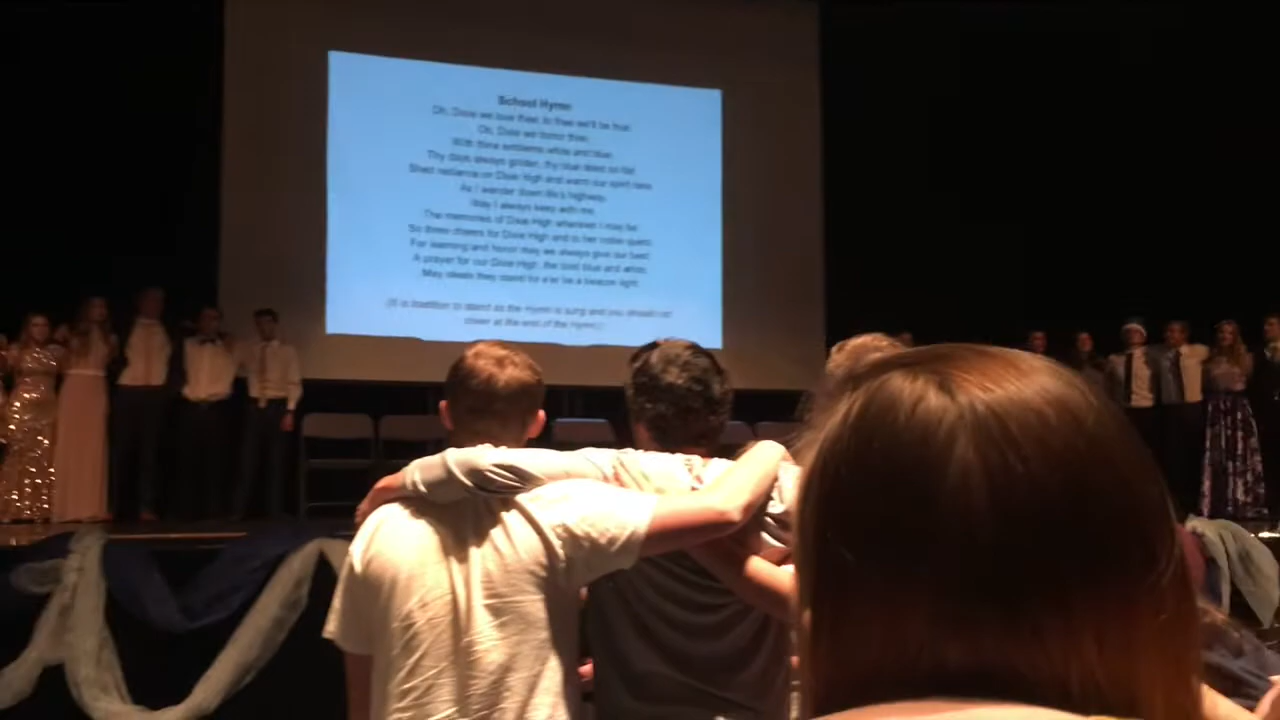 School Hymn
Oh, Dixie we love thee, to thee we'll be true
Oh, Dixie we honor thee,
With thine emblems white and blue.
Thy days always golden, thy blue skies so fair
Shed radiance on Dixie High and warm our spirit
As I wander down life's highway,
May I always keep with me
The memories of Dixie High wherever I may be.
So three cheers for Dixie High and to her noble quest,
For learning and honor may we always give our best
A prayer for our Dixie High, the blue and white,
May ideals they stand for be a beacon light.
(It is tradition to stand as the Hymn is sung and you should not
cheer at the end of the Hymn.)